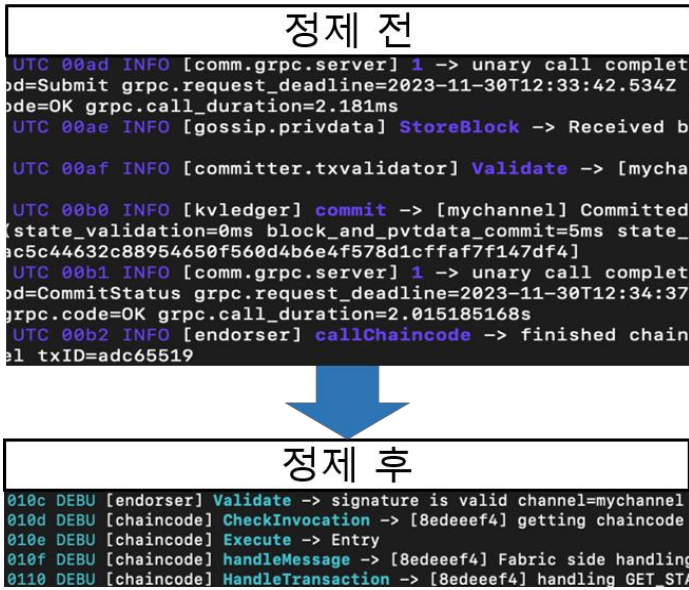 정제 전
UTC 00ad INFO [comm.grpc.server] 1 -> unary call complet
od=Submit grpc.request_deadline=2023-11-30T12:33:42.534Z
ode=OK grpc.call_duration=2.181ms
UTC 00ae INFO [gossip.privdata] StoreBlock -> Received b
UTC 00af INFO [committer.txvalidator] Validate -> [mycha
UTC 00b0 INFO [kvledger] commit -> [mychannel] Committed
(state_validation=0ms block_and_pvtdata_commit=5ms state_
ac5c44632c88954650f560d4b6e4f578d1cffaf7f147df4]
UTC 00b1 INFO [comm.grpc.server] 1 -> unary call complet
od=CommitStatus grpc.request_deadline=2023-11-30T12:34:37
grpc.code=OK grpc.call_duration=2.015185168s
UTC 00b2 INFO [endorser] callChaincode -> finished chain
el txID=adc65519
정제 후
010c DEBU [endorser] Validate -> signature is valid channel=mychannel
010d DEBU [chaincode] CheckInvocation -> [8edeeef4] getting chaincode
010e DEBU [chaincode] Execute -> Entry
010f DEBU [chaincode] handleMessage -> [8edeeef4] Fabric side handling
0110 DEBU [chaincode] HandleTransaction -> [8edeeef4] handling GET_STA